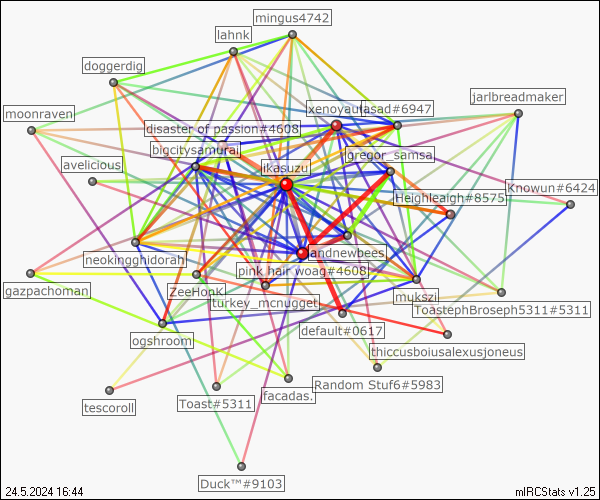 mingus4742
lahnk
doggerdig
jarlbreadmaker
moonraven
xenoyaulasad#6947
disaster of passion#4608
bigcitysamurai
gregor_samsa
avelicious
ikasuzu
Knowun#6424
Heighleaigh#8575
neokingghidorah
andnewbees
pink hair woag#4608
gazpachoman
ZeeHonKi
mukszi
turkey_mcnugget
ToastephBroseph5311#5311
ogshroom
default#0617
thiccusboiusalexusjoneus
Random Stuf6#5983
tescoroll
Toast#5311
facadas.
Duck™#9103
24.5.2024 16:44
mIRCStats v1.25